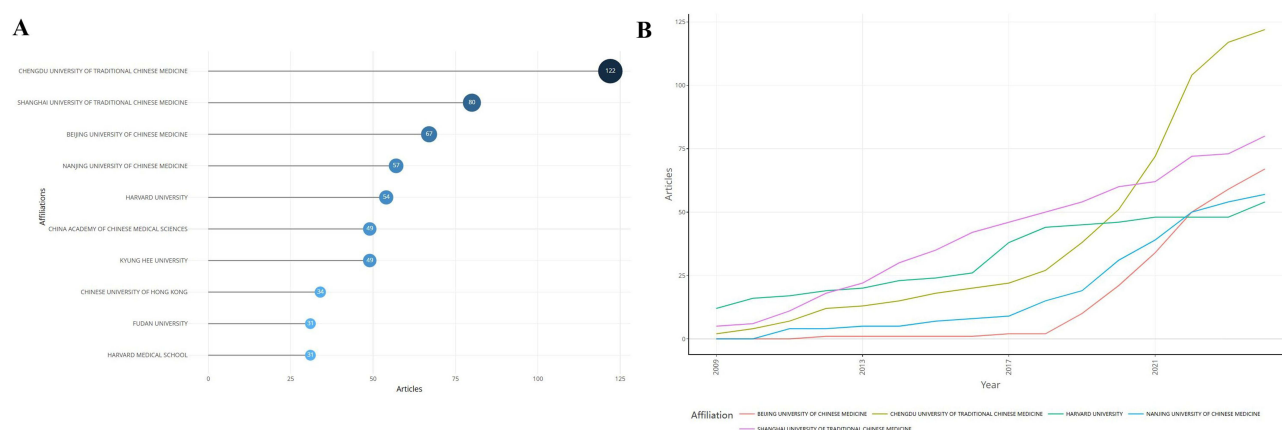 A
CHENGDU UNIVERSITY OF TRADITIONAL CHINESE MEDICINE
122
SHANGHAI UNIVERSITY OF TRADITIONAL CHINESE MEDICINE
80
BEIJING UNIVERSITY OF CHINESE MEDICINE
67
NANJING UNIVERSITY OF CHINESE MEDICINE
57
HARVARD UNIVERSITY
54
CHINA ACADEMY OF CHINESE MEDICAL SCIENCES
49
KYUNG HEE UNIVERSITY
49
CHINESE UNIVERSITY OF HONG KONG
34
FUDAN UNIVERSITY
31
HARVARD MEDICAL SCHOOL
31
Affiliations
0 25 50 75 100 125
Articles
B
125
100
75
50
25
0
Articles
2009 2013 2017 2021
Year
Affiliation BEIJING UNIVERSITY OF CHINESE MEDICINE CHENGDU UNIVERSITY OF TRADITIONAL CHINESE MEDICINE HARVARD UNIVERSITY NANJING UNIVERSITY OF CHINESE MEDICINE
SHANGHAI UNIVERSITY OF TRADITIONAL CHINESE MEDICINE